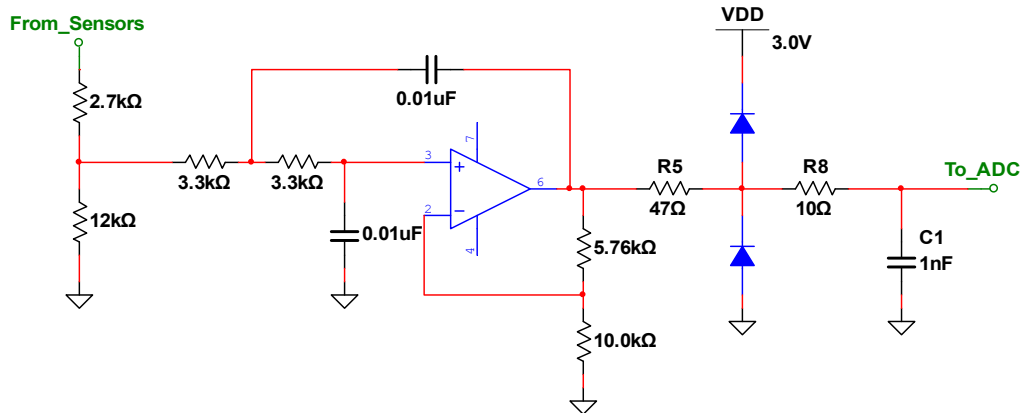 From_Sensors
VDD
3.0V
2.7kΩ
0.01uF
7
3.3kΩ
3.3kΩ
3
+
6
R5
47Ω
R8
10Ω
To_ADC
12kΩ
0.01uF
2
−
4
5.76kΩ
C1
1nF
10.0kΩ